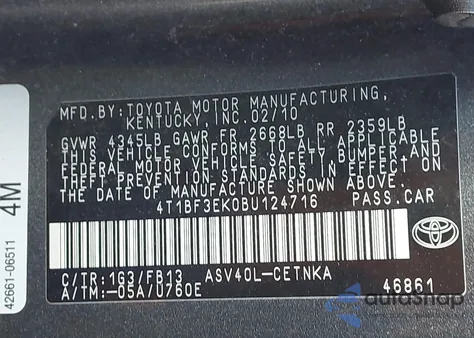 MFD.BY:TOYOTA MOTOR MANUFACTURING,
KENTUCKY,INC.02/10
GVWR 4345LB GAWR FR 2668LB RR 2359LB
THIS VEHICLE CONFORMS TO ALL APPLICABLE
FEDERAL MOTOR VEHICLE SAFETY,BUMPER AND
THEFT PREVENTION STANDARDS IN EFFECT ON
THE DATE OF MANUFACTURE SHOWN ABOVE.
4T1BF3EK0BU124716 PASS.CAR
C/TR:163/FB13 ASV40L-CETNKA
A/TM:-05A/U760E 46861
TOYOTA
4M
42661-06511
autoshop